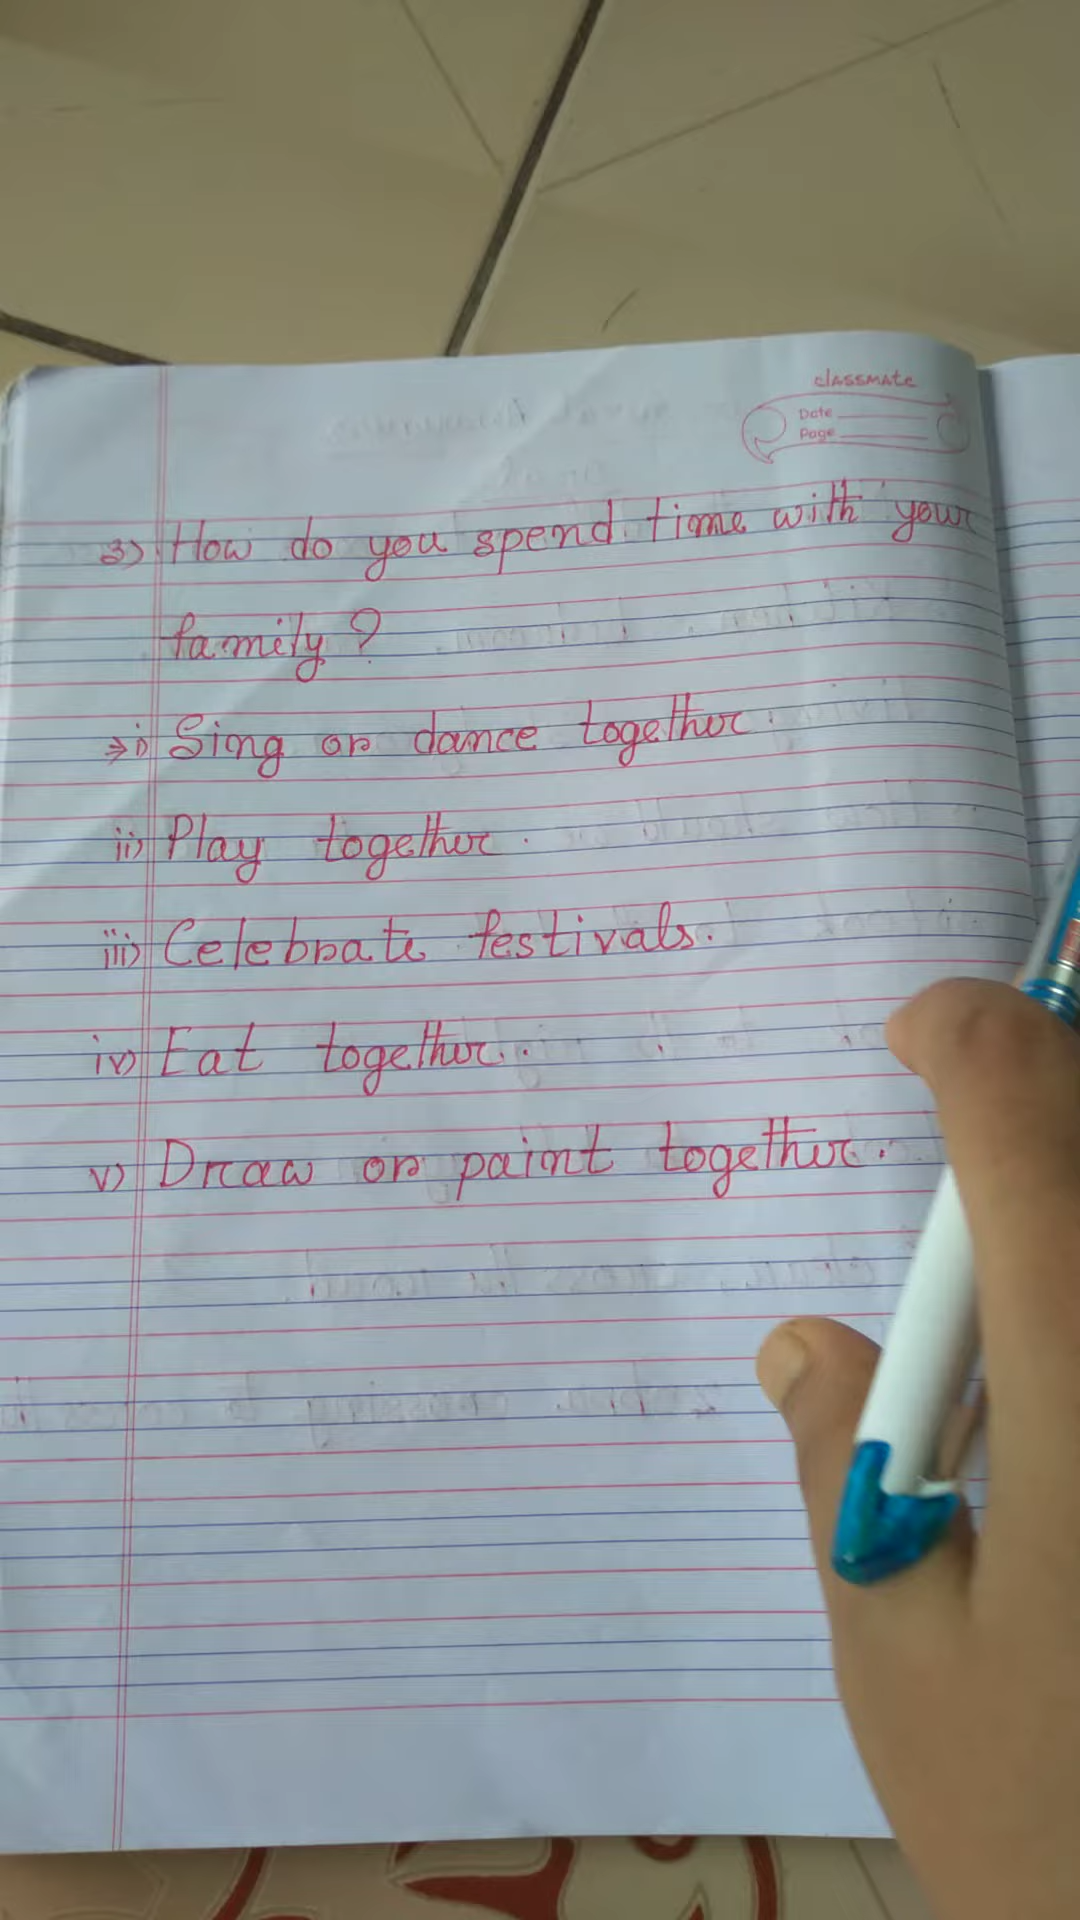 classmate
Date
Page
3) How do you spend time with your
family?
⇒i) Sing or dance together.
ii) Play together.
iii) Celebrate festivals.
iv) Eat together.
v) Draw or paint together.